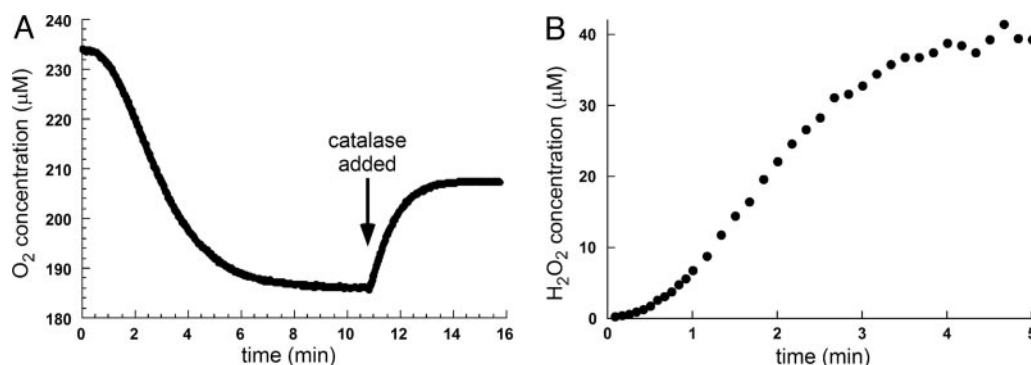 A
O₂ concentration (μM)
240
230
220
210
200
190
180
catalase
added
0 2 4 6 8 10 12 14 16
time (min)
B
H₂O₂ concentration (μM)
40
30
20
10
0
0 1 2 3 4 5
time (min)